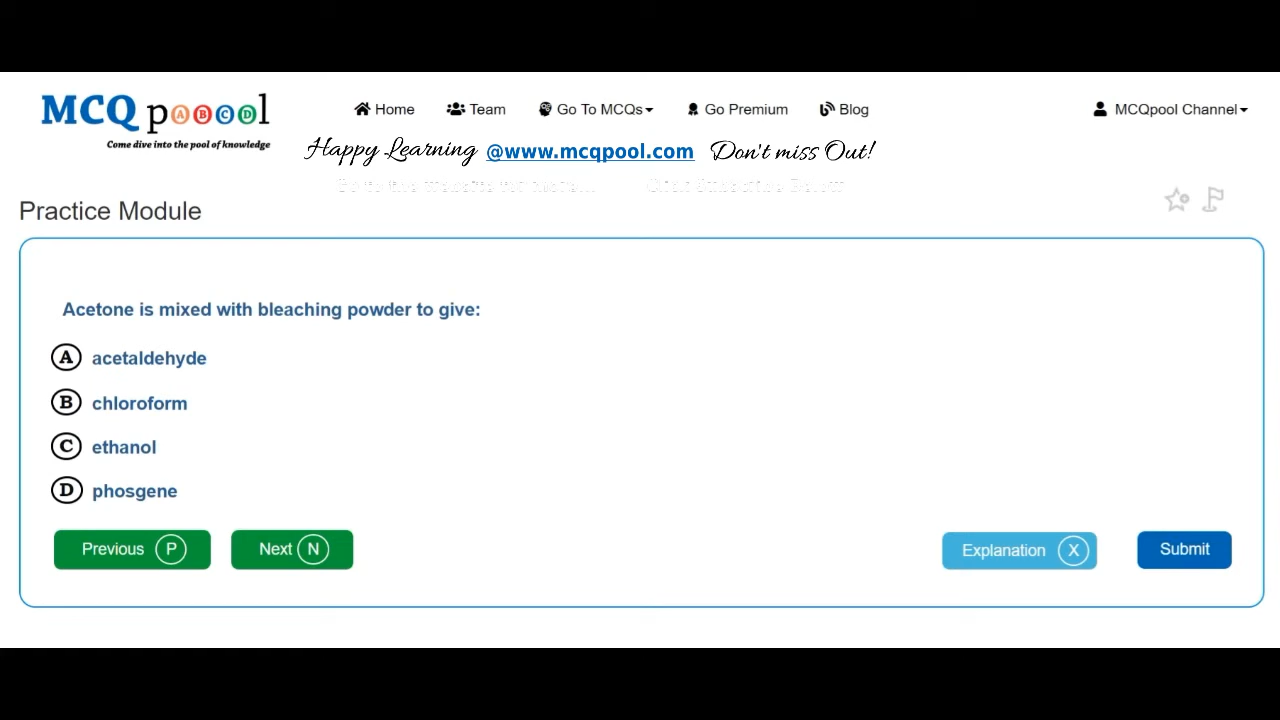 MCQ pooool
Come dive into the pool of knowledge
Home Team Go To MCQs Go Premium Blog MCQpool Channel
Happy Learning @www.mcqpool.com Don't miss Out!
Practice Module
Acetone is mixed with bleaching powder to give:
A acetaldehyde
B chloroform
C ethanol
D phosgene
Previous P Next N Explanation X Submit